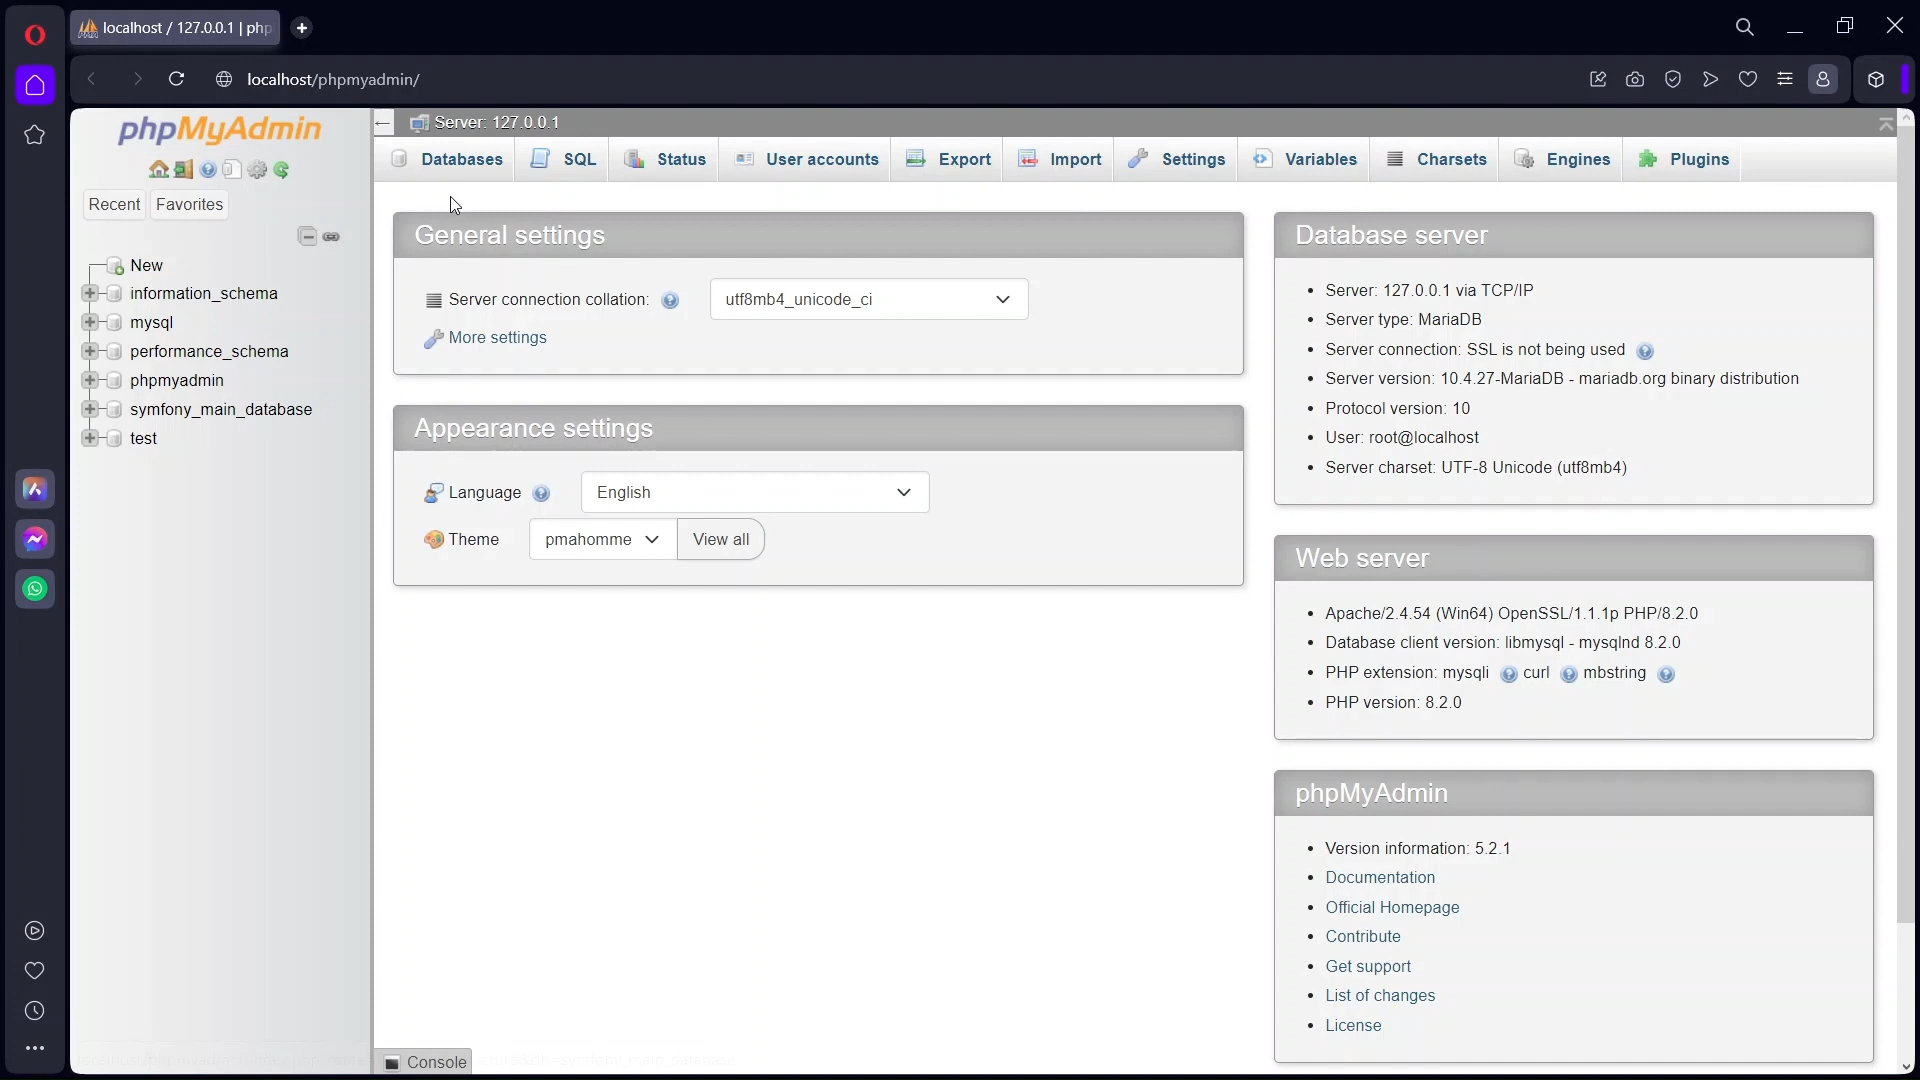 localhost / 127.0.0.1 | php
localhost/phpmyadmin/
phpMyAdmin
Recent
Favorites
New
information_schema
mysql
performance_schema
phpmyadmin
symfony_main_database
test
Server: 127.0.0.1
Databases
SQL
Status
User accounts
Export
Import
Settings
Variables
Charsets
Engines
Plugins
General settings
Server connection collation:
utf8mb4_unicode_ci
More settings
Appearance settings
Language
English
Theme
pmahomme
View all
Database server
Server: 127.0.0.1 via TCP/IP
Server type: MariaDB
Server connection: SSL is not being used
Server version: 10.4.27-MariaDB - mariadb.org binary distribution
Protocol version: 10
User: root@localhost
Server charset: UTF-8 Unicode (utf8mb4)
Web server
Apache/2.4.54 (Win64) OpenSSL/1.1.1p PHP/8.2.0
Database client version: libmysql - mysqlnd 8.2.0
PHP extension: mysqli curl mbstring
PHP version: 8.2.0
phpMyAdmin
Version information: 5.2.1
Documentation
Official Homepage
Contribute
Get support
List of changes
License
Console